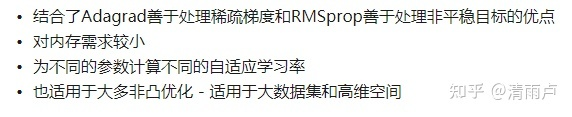 • 结合了Adagrad善于处理稀疏梯度和RMSprop善于处理非平稳目标的优点
• 对内存需求较小
• 为不同的参数计算不同的自适应学习率
• 也适用于大多非凸优化 - 适用于大数据集和高维空间
知乎 @清雨卢